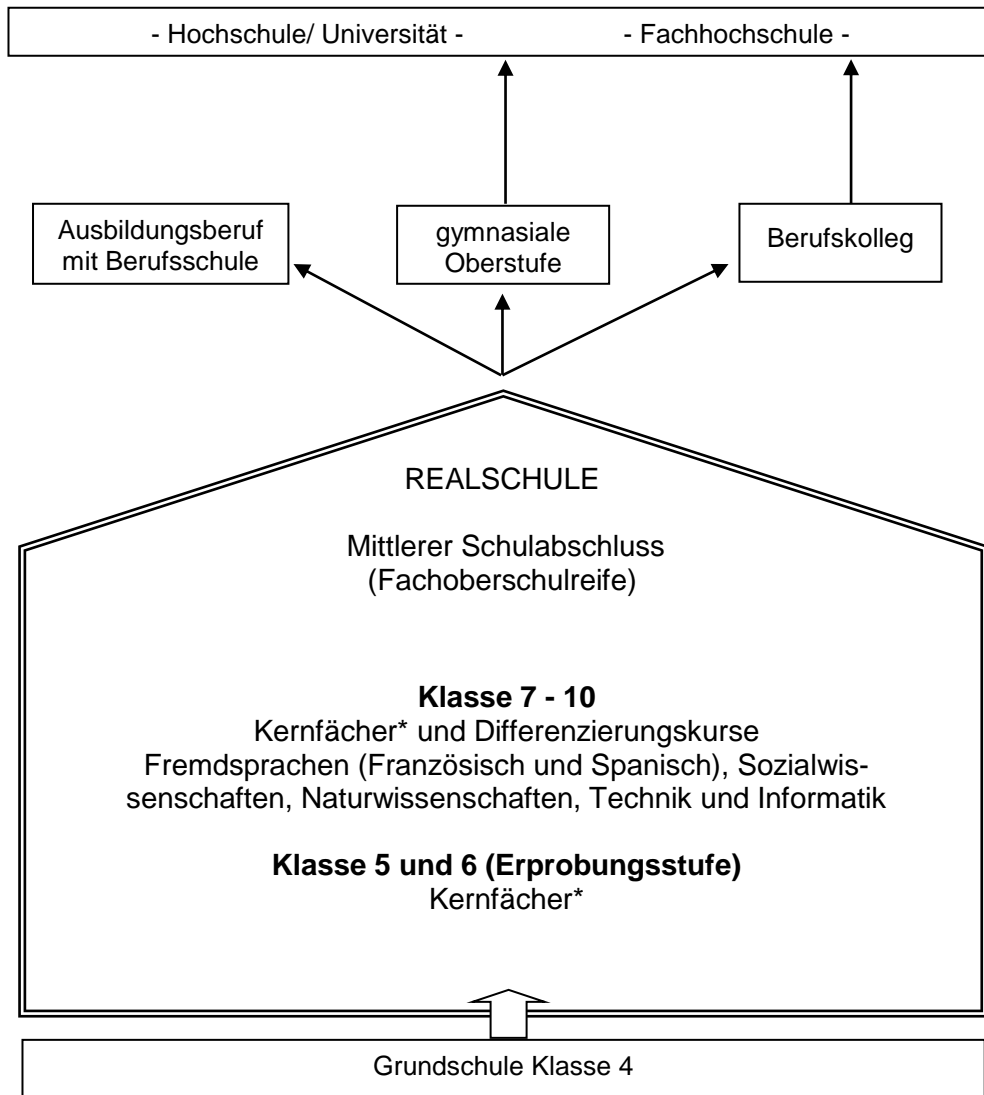 - Hochschule/ Universität - - Fachhochschule -
Ausbildungsberuf
mit Berufsschule
gymnasiale
Oberstufe
Berufskolleg
REALSCHULE
Mittlerer Schulabschluss
(Fachoberschulreife)
Klasse 7 - 10
Kernfächer* und Differenzierungskurse
Fremdsprachen (Französisch und Spanisch), Sozialwis-
senschaften, Naturwissenschaften, Technik und Informatik
Klasse 5 und 6 (Erprobungsstufe)
Kernfächer*
Grundschule Klasse 4